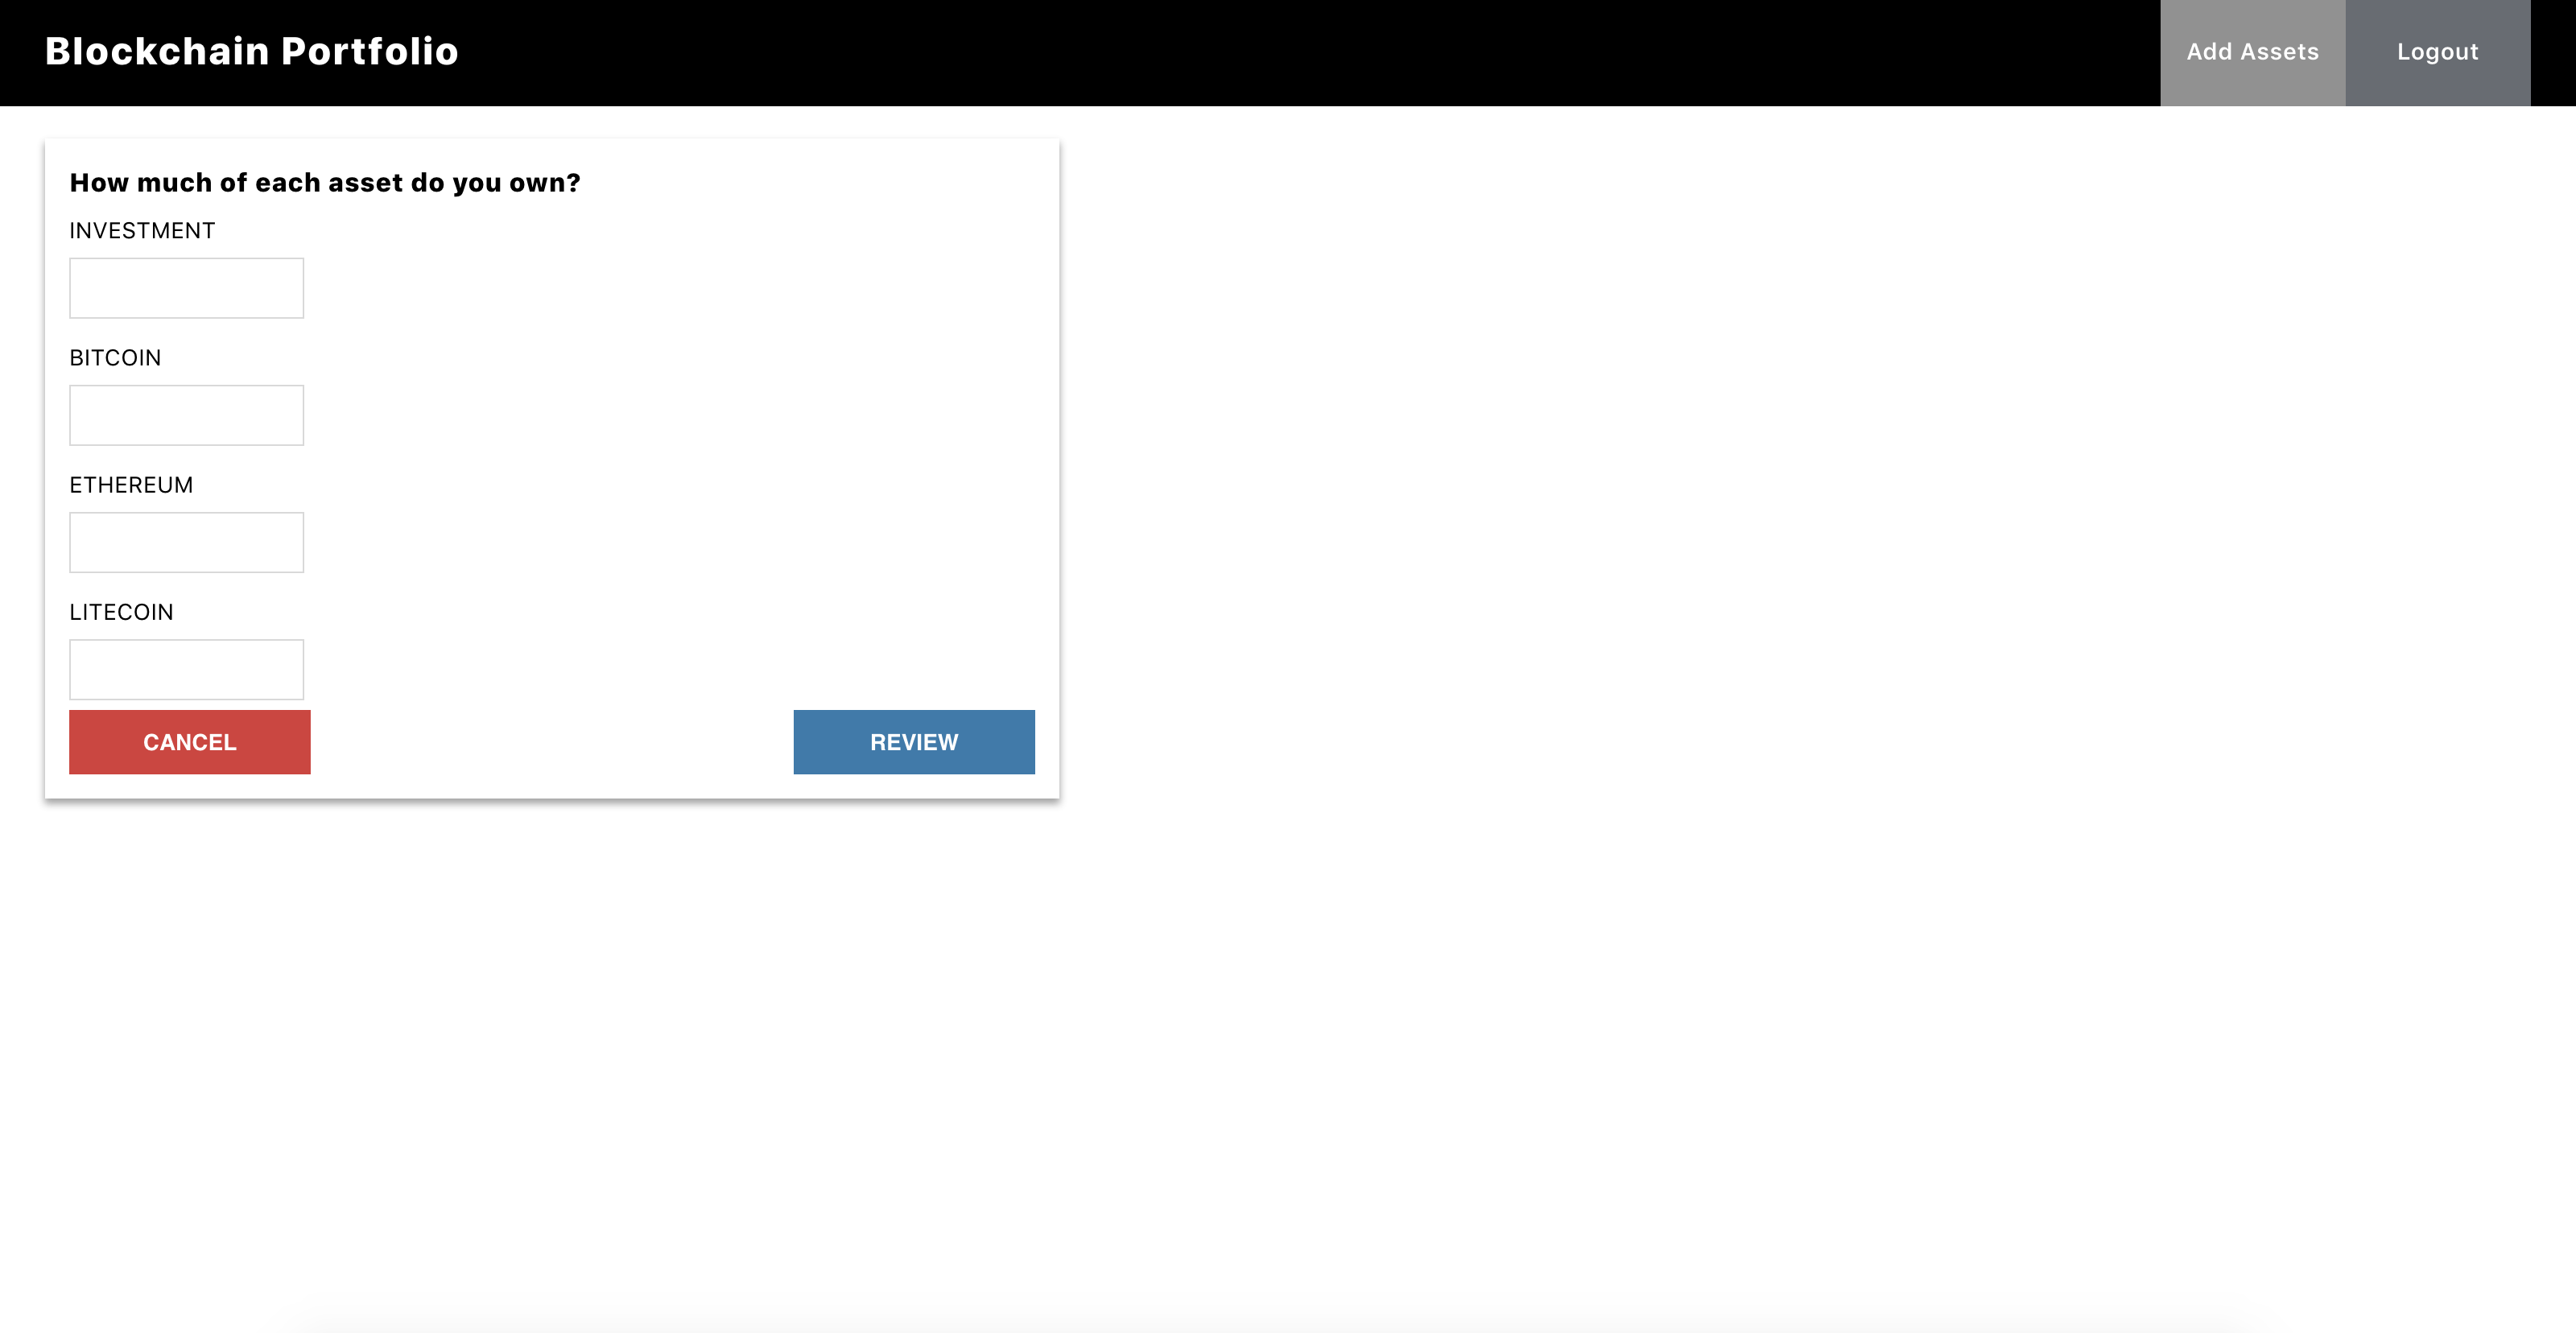 Blockchain Portfolio
Add Assets
Logout
How much of each asset do you own?
INVESTMENT
BITCOIN
ETHEREUM
LITECOIN
CANCEL
REVIEW